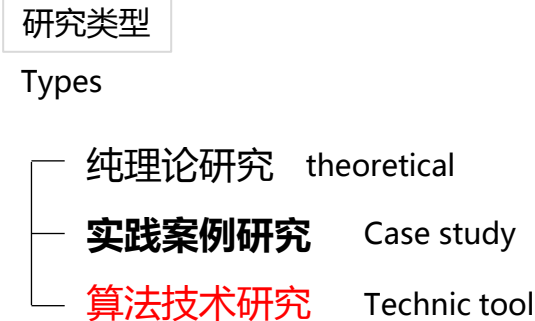 研究类型
Types
纯理论研究 theoretical
实践案例研究 Case study
算法技术研究 Technic tool